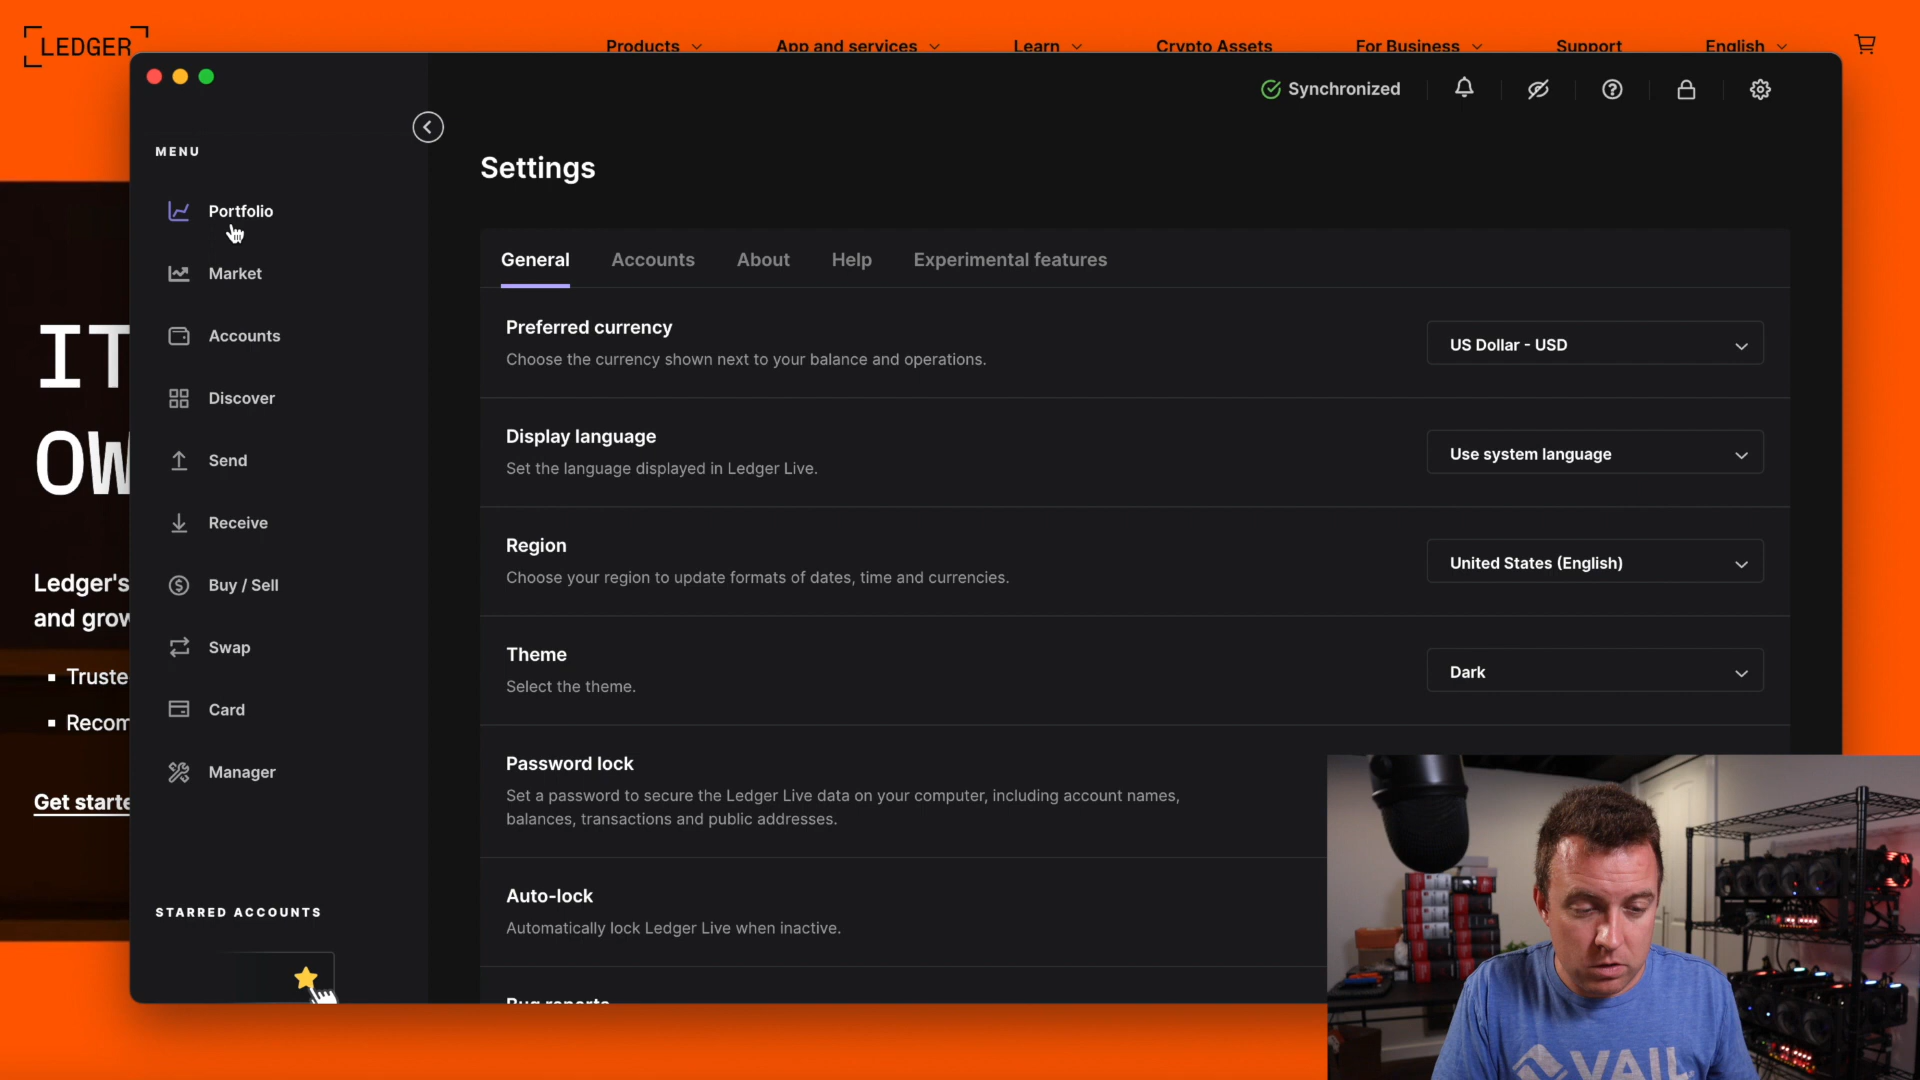 LEDGER
Products
App and services
Learn
Crypto Assets
For Business
Support
English
Synchronized
MENU
Portfolio
Market
Accounts
Discover
Send
Receive
Buy / Sell
Swap
Card
Manager
STARRED ACCOUNTS
Settings
General
Accounts
About
Help
Experimental features
Preferred currency
Choose the currency shown next to your balance and operations.
US Dollar - USD
Display language
Set the language displayed in Ledger Live.
Use system language
Region
Choose your region to update formats of dates, time and currencies.
United States (English)
Theme
Select the theme.
Dark
Password lock
Set a password to secure the Ledger Live data on your computer, including account names,
balances, transactions and public addresses.
Auto-lock
Automatically lock Ledger Live when inactive.
Bug reports
IT
OW
Ledger's
and grow
Truste
Recom
Get starte
VAIL